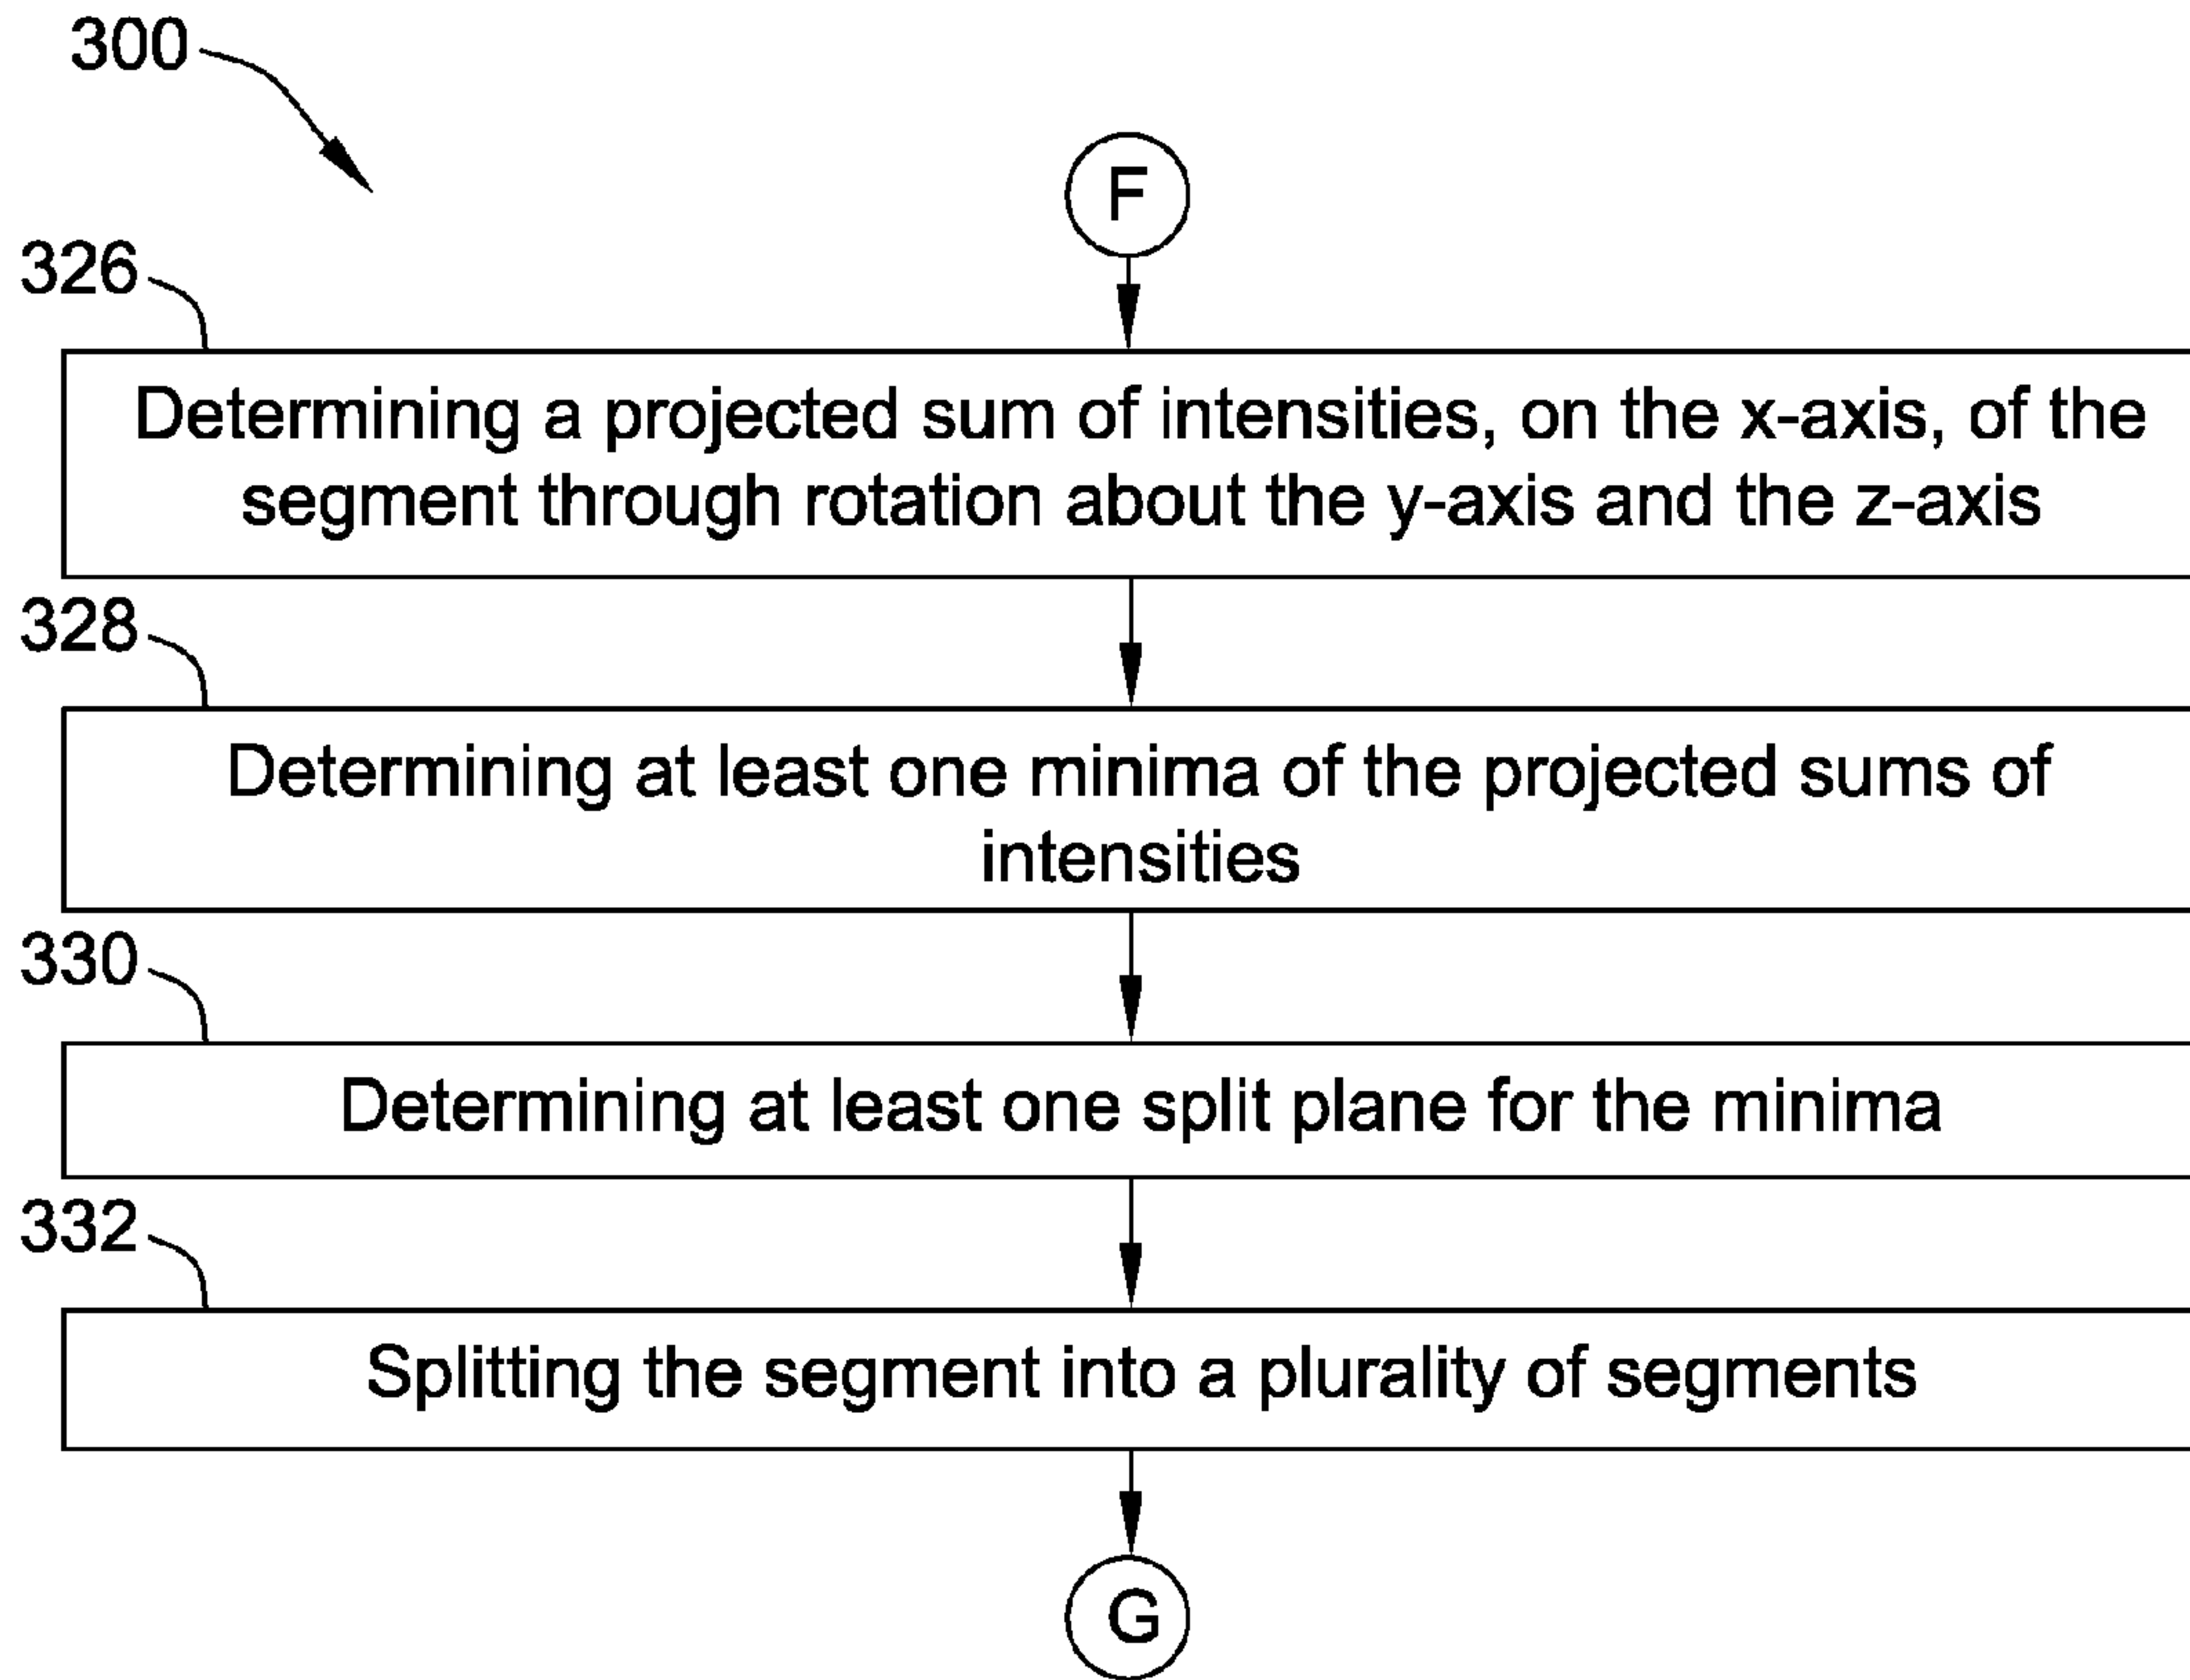 300
F
326
Determining a projected sum of intensities, on the x-axis, of the
segment through rotation about the y-axis and the z-axis
328
Determining at least one minima of the projected sums of
intensities
330
Determining at least one split plane for the minima
332
Splitting the segment into a plurality of segments
G